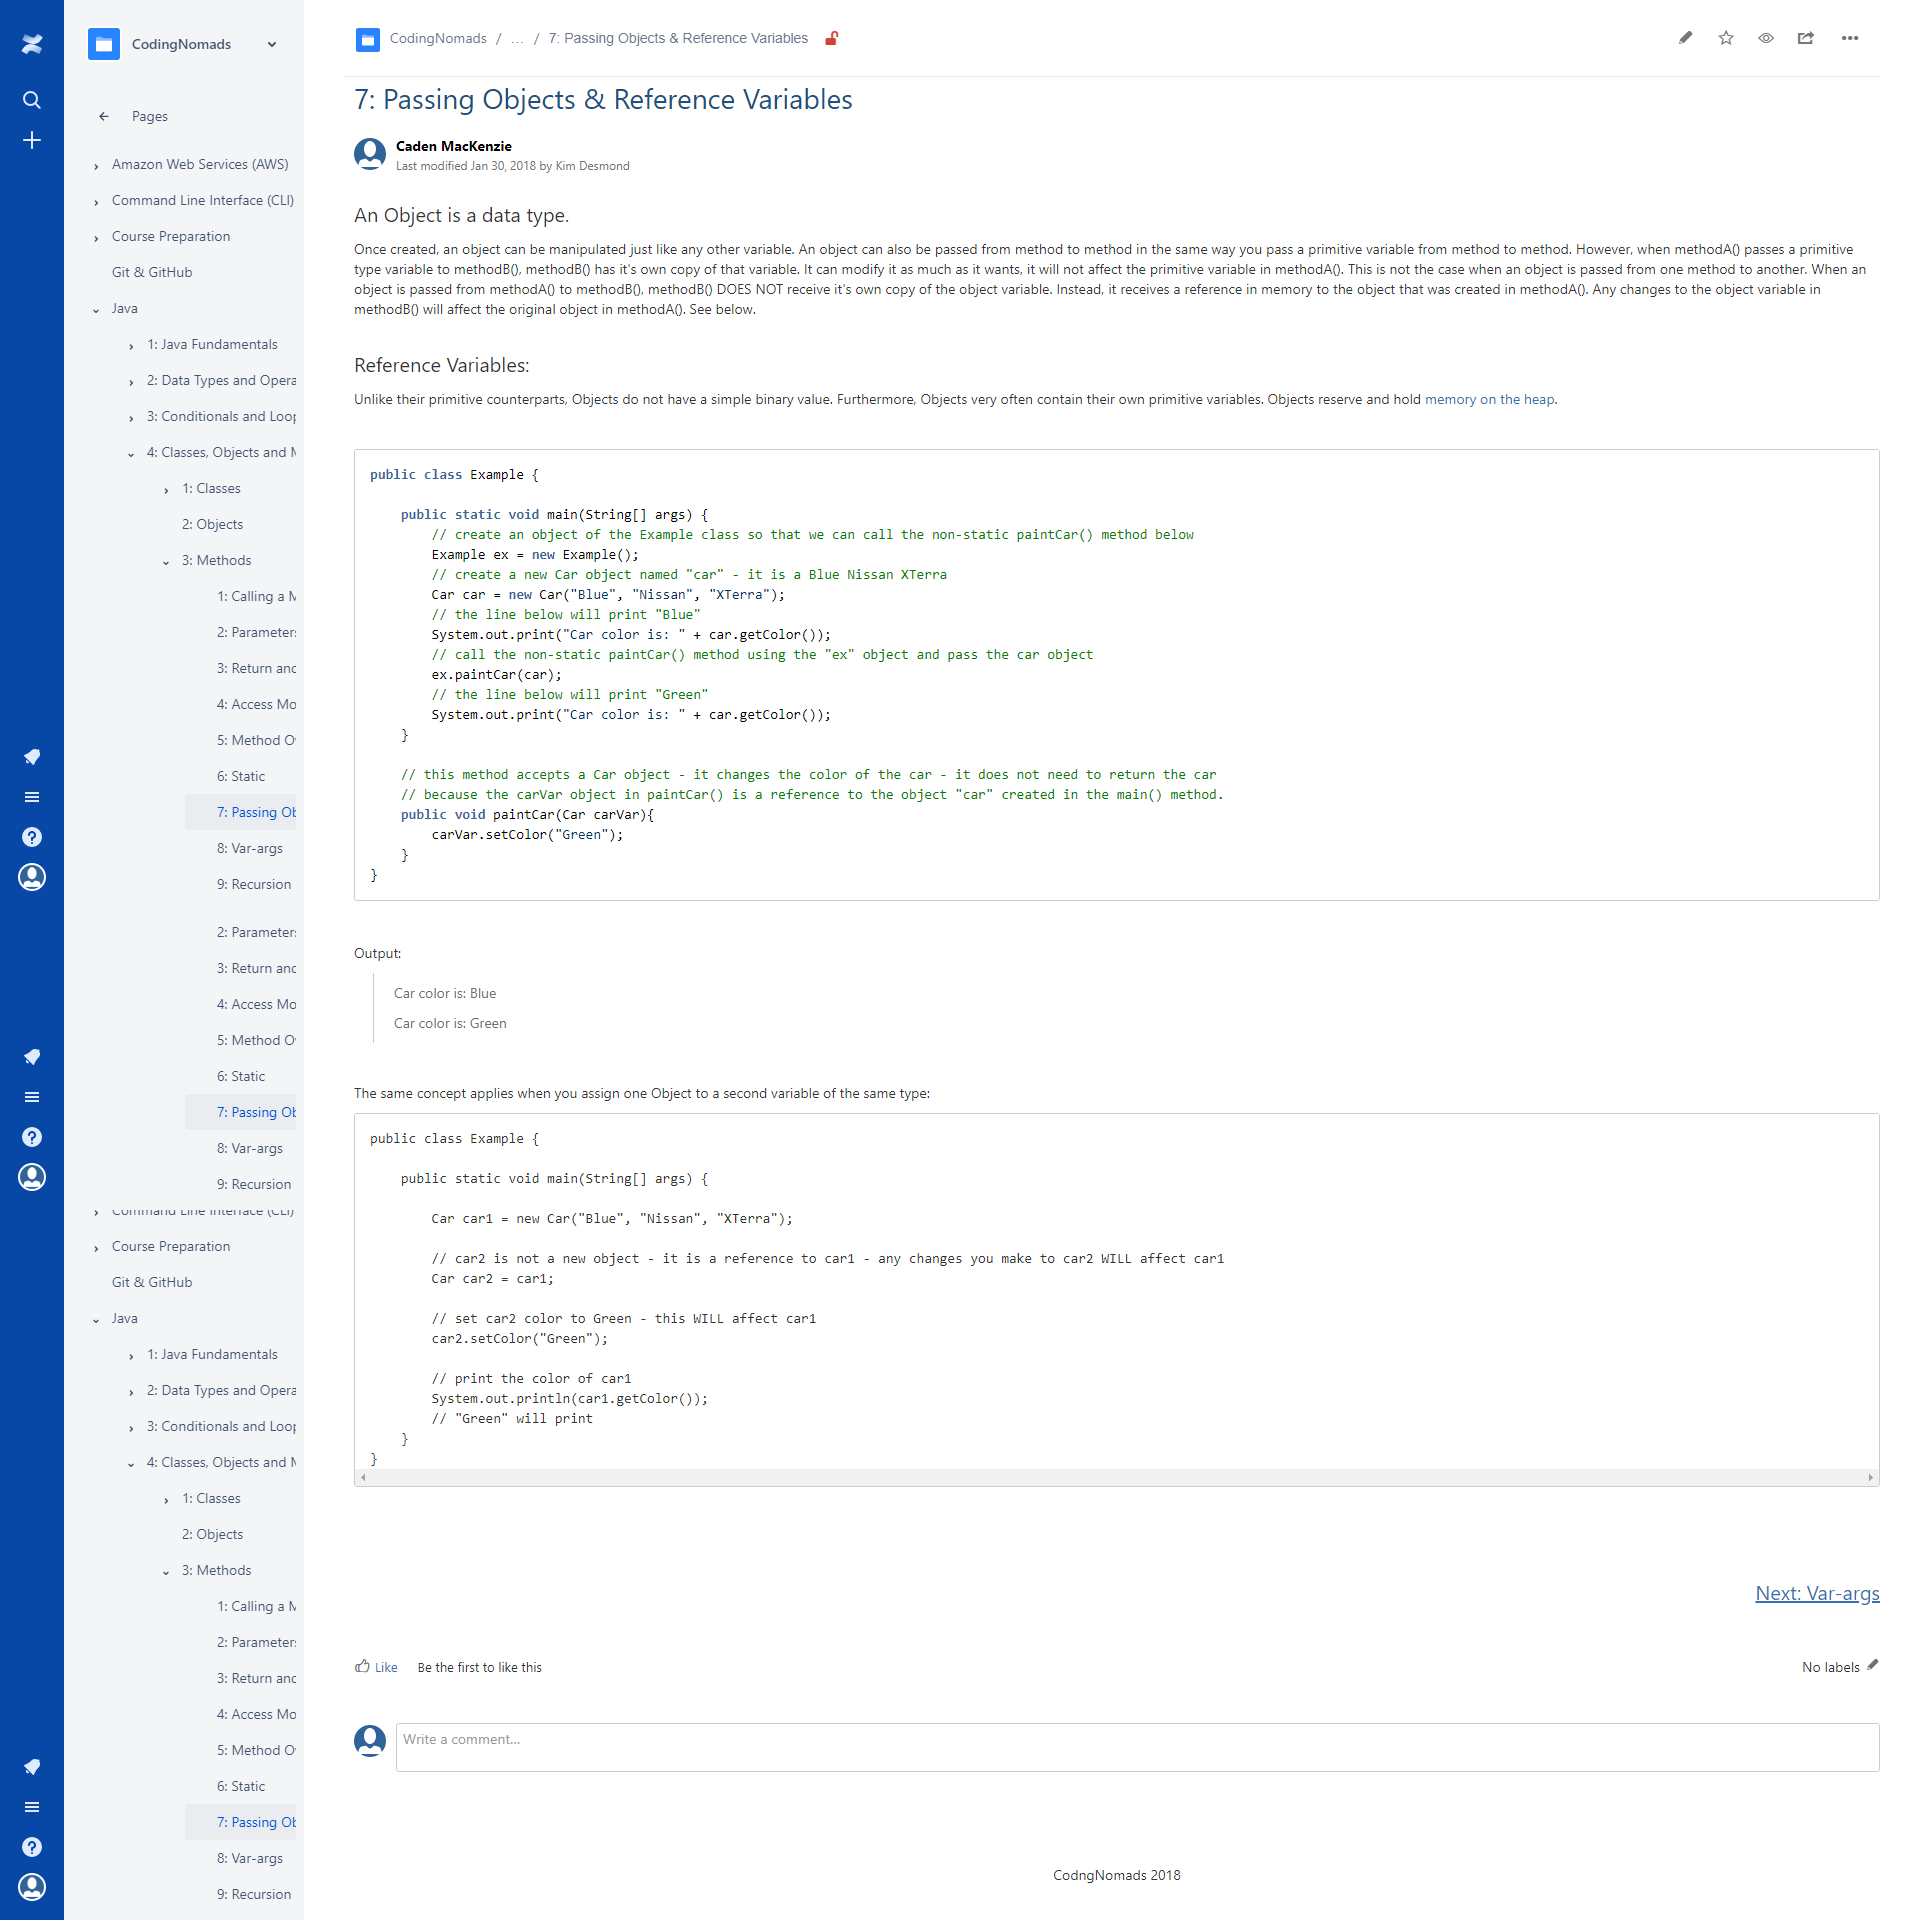 CodingNomads
Pages
Amazon Web Services (AWS)
Command Line Interface (CLI)
Course Preparation
Git & GitHub
Java
1: Java Fundamentals
2: Data Types and Opera
3: Conditionals and Loop
4: Classes, Objects and M
1: Classes
2: Objects
3: Methods
1: Calling a M
2: Parameters
3: Return and
4: Access Mo
5: Method Ov
6: Static
7: Passing Ob
8: Var-args
9: Recursion
2: Parameters
3: Return and
4: Access Mo
5: Method Ov
6: Static
7: Passing Ob
8: Var-args
9: Recursion
Command Line Interface (CLI)
Course Preparation
Git & GitHub
Java
1: Java Fundamentals
2: Data Types and Opera
3: Conditionals and Loop
4: Classes, Objects and M
1: Classes
2: Objects
3: Methods
1: Calling a M
2: Parameters
3: Return and
4: Access Mo
5: Method Ov
6: Static
7: Passing Ob
8: Var-args
9: Recursion
CodingNomads / ... / 7: Passing Objects & Reference Variables
7: Passing Objects & Reference Variables
Caden MacKenzie
Last modified Jan 30, 2018 by Kim Desmond
An Object is a data type.
Once created, an object can be manipulated just like any other variable. An object can also be passed from method to method in the same way you pass a primitive variable from method to method. However, when methodA() passes a primitive
type variable to methodB(), methodB() has it's own copy of that variable. It can modify it as much as it wants, it will not affect the primitive variable in methodA(). This is not the case when an object is passed from one method to another. When an
object is passed from methodA() to methodB(), methodB() DOES NOT receive it's own copy of the object variable. Instead, it receives a reference in memory to the object that was created in methodA(). Any changes to the object variable in
methodB() will affect the original object in methodA(). See below.
Reference Variables:
Unlike their primitive counterparts, Objects do not have a simple binary value. Furthermore, Objects very often contain their own primitive variables. Objects reserve and hold memory on the heap.
public class Example {
public static void main(String[] args) {
// create an object of the Example class so that we can call the non-static paintCar() method below
Example ex = new Example();
// create a new Car object named "car" - it is a Blue Nissan XTerra
Car car = new Car("Blue", "Nissan", "XTerra");
// the line below will print "Blue"
System.out.print("Car color is: " + car.getColor());
// call the non-static paintCar() method using the "ex" object and pass the car object
ex.paintCar(car);
// the line below will print "Green"
System.out.print("Car color is: " + car.getColor());
}
// this method accepts a Car object - it changes the color of the car - it does not need to return the car
// because the carVar object in paintCar() is a reference to the object "car" created in the main() method.
public void paintCar(Car carVar){
carVar.setColor("Green");
}
}
Output:
Car color is: Blue
Car color is: Green
The same concept applies when you assign one Object to a second variable of the same type:
public class Example {
public static void main(String[] args) {
Car car1 = new Car("Blue", "Nissan", "XTerra");
// car2 is not a new object - it is a reference to car1 - any changes you make to car2 WILL affect car1
Car car2 = car1;
// set car2 color to Green - this WILL affect car1
car2.setColor("Green");
// print the color of car1
System.out.println(car1.getColor());
// "Green" will print
}
}
Next: Var-args
Like Be the first to like this
No labels
Write a comment...
CodngNomads 2018